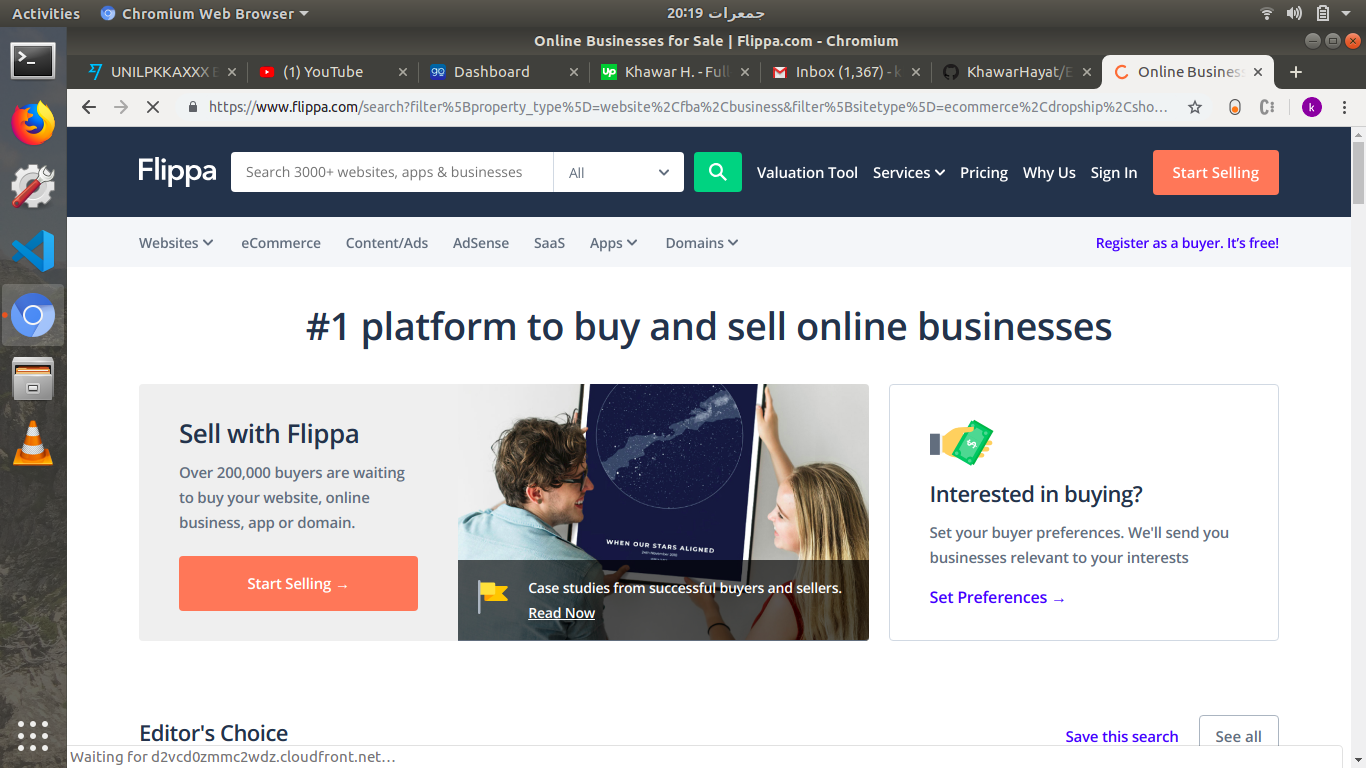 Activities
Chromium Web Browser
جمعرات 20:19
Online Businesses for Sale | Flippa.com - Chromium
UNILPKKAXXX
(1) YouTube
Dashboard
Khawar H. - Full
Inbox (1,367) - k
KhawarHayat/
Online Business
https://www.flippa.com/search?filter%5Bproperty_type%5D=website%2Cfba%2Cbusiness&filter%5Bsitetype%5D=ecommerce%2Cdropship%2Csho…
k
Flippa
Search 3000+ websites, apps & businesses
All
Valuation Tool
Services
Pricing
Why Us
Sign In
Start Selling
Websites
eCommerce
Content/Ads
AdSense
SaaS
Apps
Domains
Register as a buyer. It’s free!
#1 platform to buy and sell online businesses
Sell with Flippa
Over 200,000 buyers are waiting
to buy your website, online
business, app or domain.
Start Selling →
WHEN OUR STARS ALIGNED
Case studies from successful buyers and sellers.
Read Now
Interested in buying?
Set your buyer preferences. We'll send you
businesses relevant to your interests
Set Preferences →
Editor's Choice
Save this search
See all
Waiting for d2vcd0zmmc2wdz.cloudfront.net…